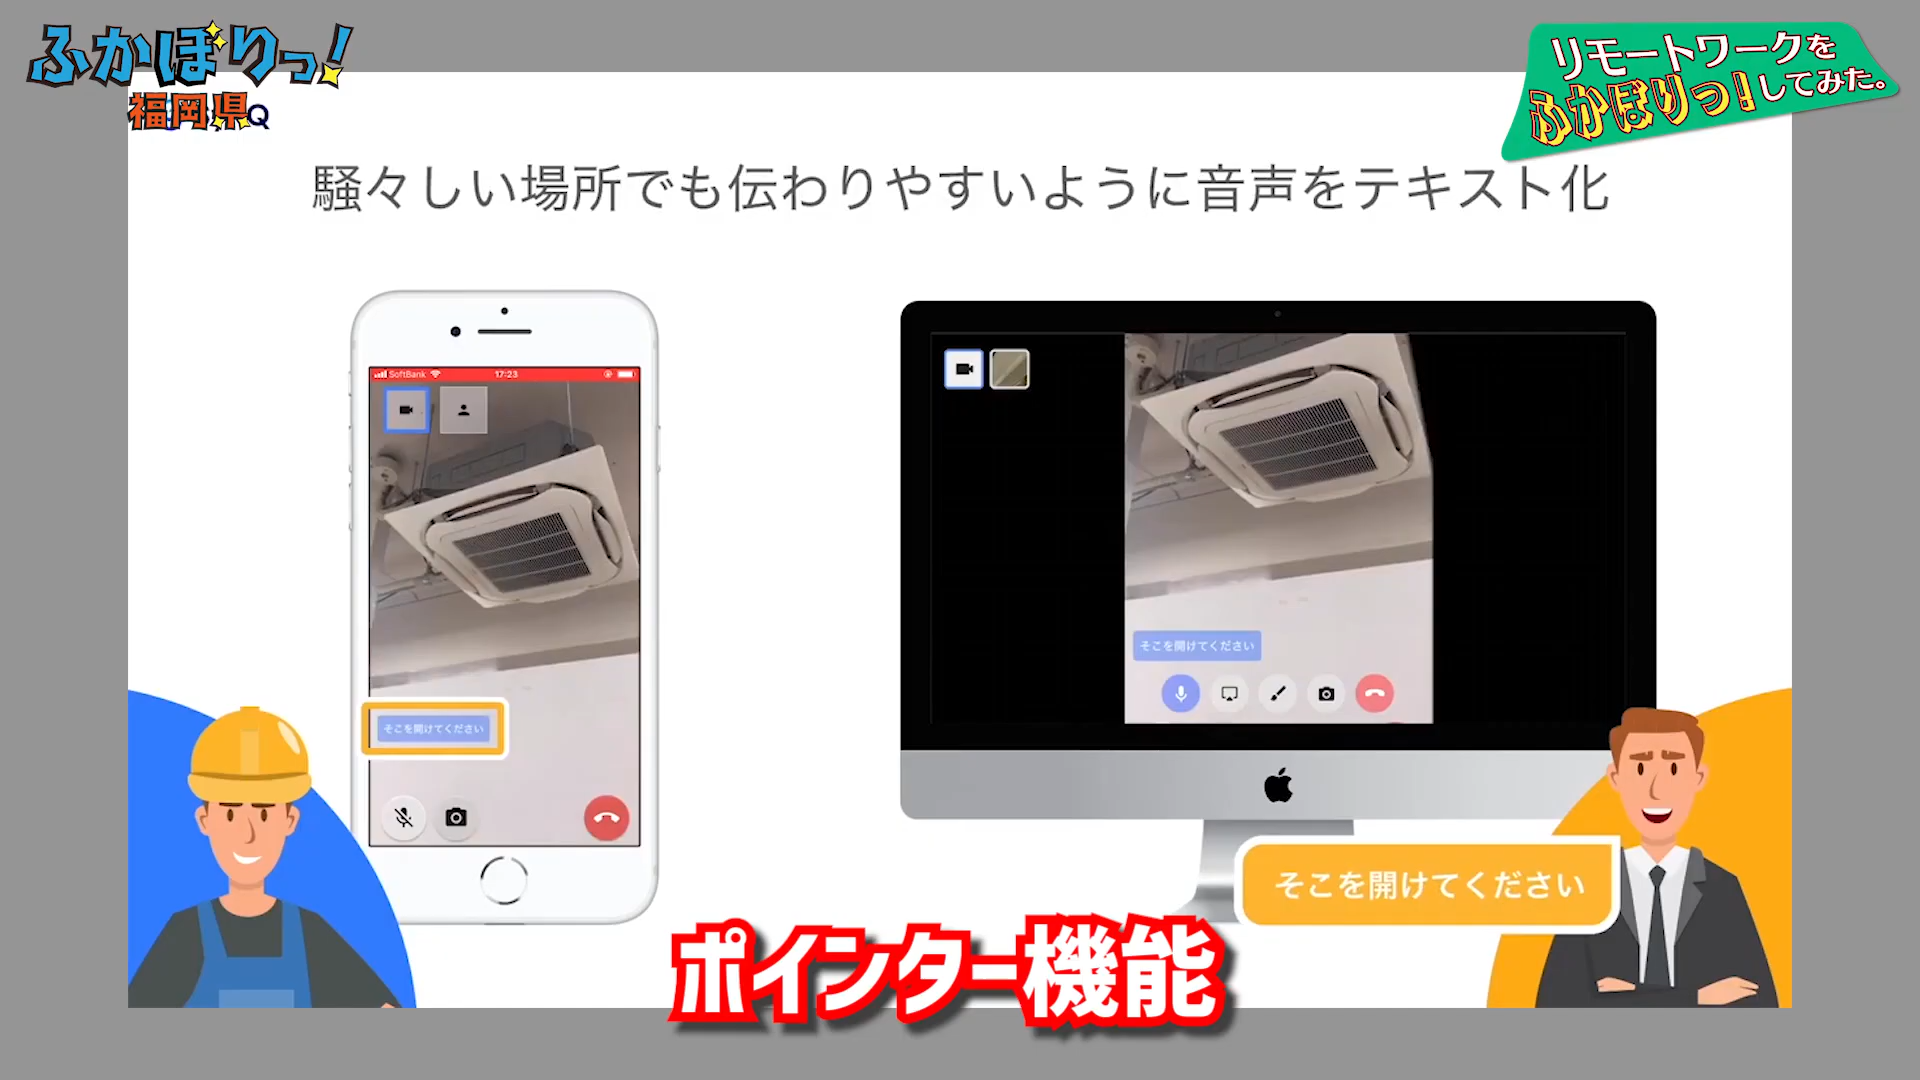 ふかぼりっ!
福岡県Q
リモートワークを
ふかぼりっ!してみた。
騒々しい場所でも伝わりやすいように音声をテキスト化
SoftBank 17:23
そこを開けてください
そこを開けてください
そこを開けてください
ポインター機能